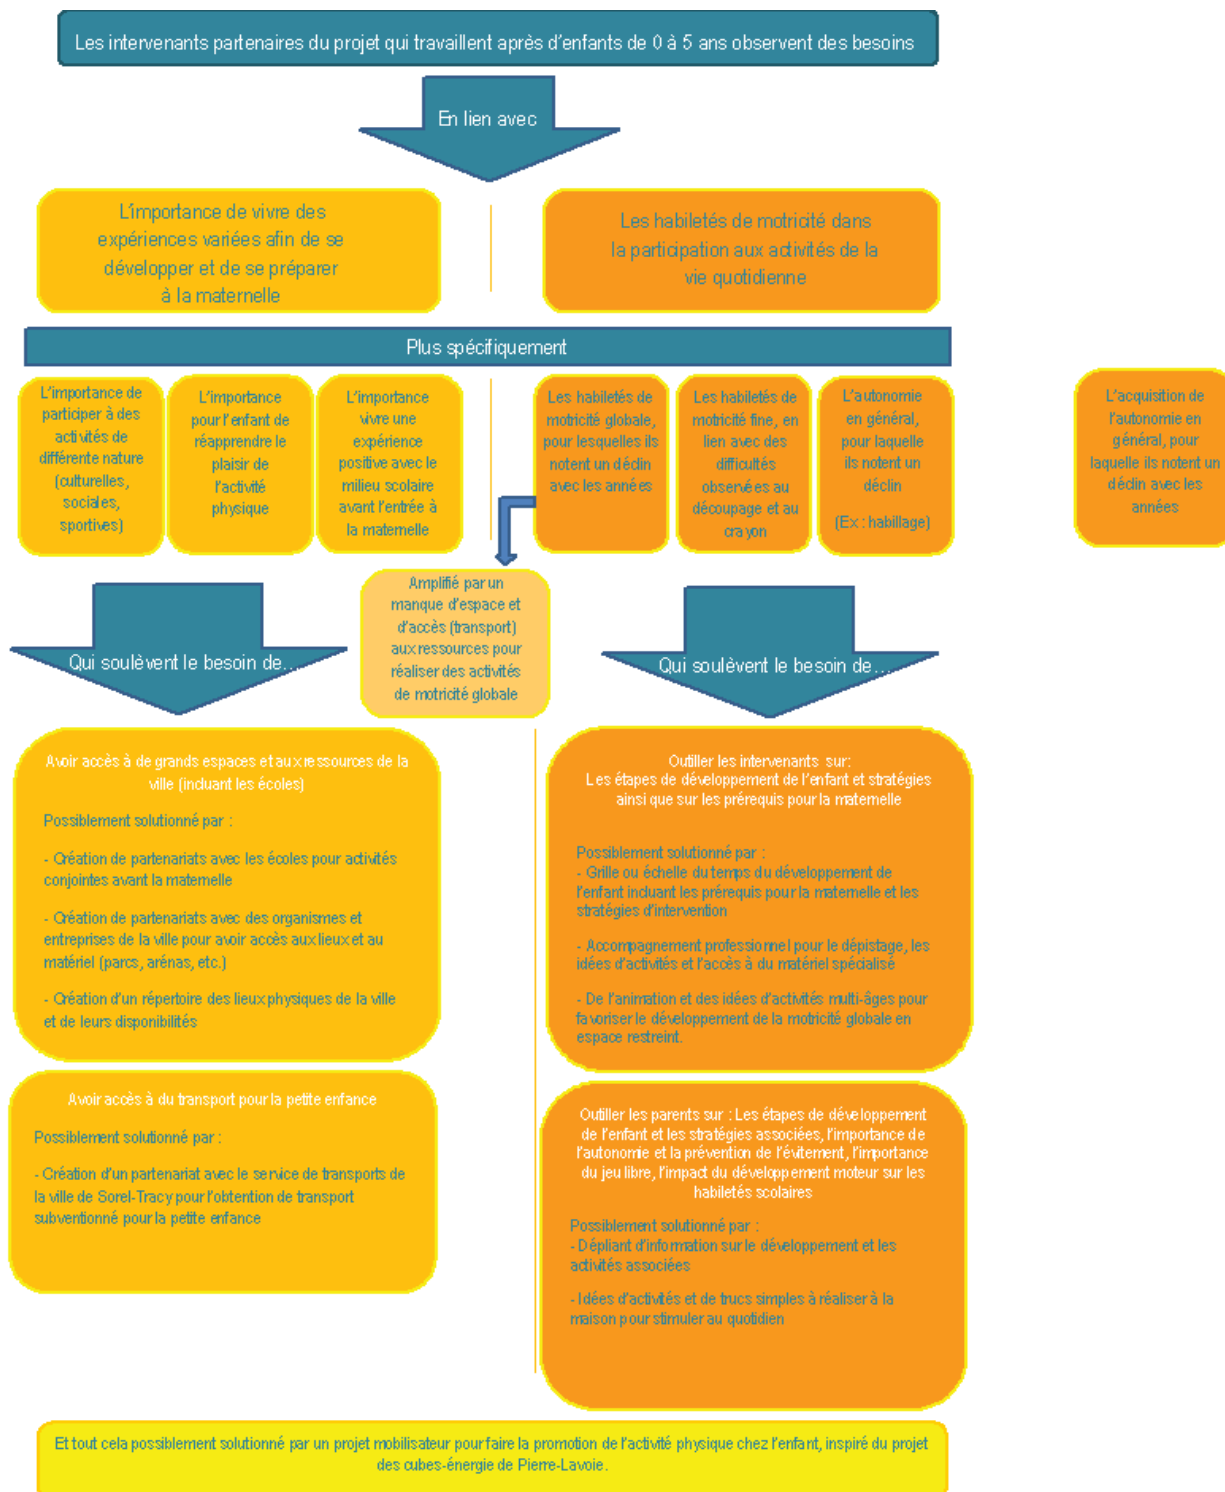 Les intervenants partenaires du projet qui travaillent après d'enfants de 0 à 5 ans observent des besoins
En lien avec
L'importance de vivre des
expériences variées afin de se
développer et de se préparer
à la maternelle
Les habiletés de motricité dans
la participation aux activités de la
vie quotidienne
Plus spécifiquement
L'importance de
participer à des
activités de
différente nature
(culturelles,
sociales,
sportives)
L'importance
pour l'enfant de
réapprendre le
plaisir de
l'activité
physique
L'importance
vivre une
expérience
positive avec le
milieu scolaire
avant l'entrée à
la maternelle
Les habiletés de
motricité globale,
pour lesquelles ils
notent un déclin
avec les années
Les habiletés de
motricité fine, en
lien avec des
difficultés
observées au
découpage et au
crayon
L'autonomie
en général,
pour laquelle
ils notent un
déclin
(Ex : habillage)
L'acquisition de
l'autonomie en
général, pour
laquelle ils notent un
déclin avec les
années
Amplifié par un
manque d'espace et
d'accès (transport)
aux ressources pour
réaliser des activités
de motricité globale
Qui soulèvent le besoin de...
Qui soulèvent le besoin de...
Avoir accès à de grands espaces et aux ressources de la
ville (incluant les écoles)
Possiblement solutionné par :
- Création de partenariats avec les écoles pour activités
conjointes avant la maternelle
- Création de partenariats avec des organismes et
entreprises de la ville pour avoir accès aux lieux et au
matériel (parcs, arénas, etc.)
- Création d'un répertoire des lieux physiques de la ville
et de leurs disponibilités
Avoir accès à du transport pour la petite enfance
Possiblement solutionné par :
- Création d'un partenariat avec le service de transports de
la ville de Sorel-Tracy pour l'obtention de transport
subventionné pour la petite enfance
Outiller les intervenants sur:
Les étapes de développement de l'enfant et stratégies
ainsi que sur les prérequis pour la maternelle
Possiblement solutionné par :
- Grille ou échelle du temps du développement de
l'enfant incluant les prérequis pour la maternelle et les
stratégies d'intervention
- Accompagnement professionnel pour le dépistage, les
idées d'activités et l'accès à du matériel spécialisé
- De l'animation et des idées d'activités multi-âges pour
favoriser le développement de la motricité globale en
espace restreint.
Outiller les parents sur : Les étapes de développement
de l'enfant et les stratégies associées, l'importance de
l'autonomie et la prévention de l'évitement, l'importance
du jeu libre, l'impact du développement moteur sur les
habiletés scolaires
Possiblement solutionné par :
- Dépliant d'information sur le développement et les
activités associées
- Idées d'activités et de trucs simples à réaliser à la
maison pour stimuler au quotidien
Et tout cela possiblement solutionné par un projet mobilisateur pour faire la promotion de l'activité physique chez l'enfant, inspiré du projet
des cubes-énergie de Pierre-Lavoie.